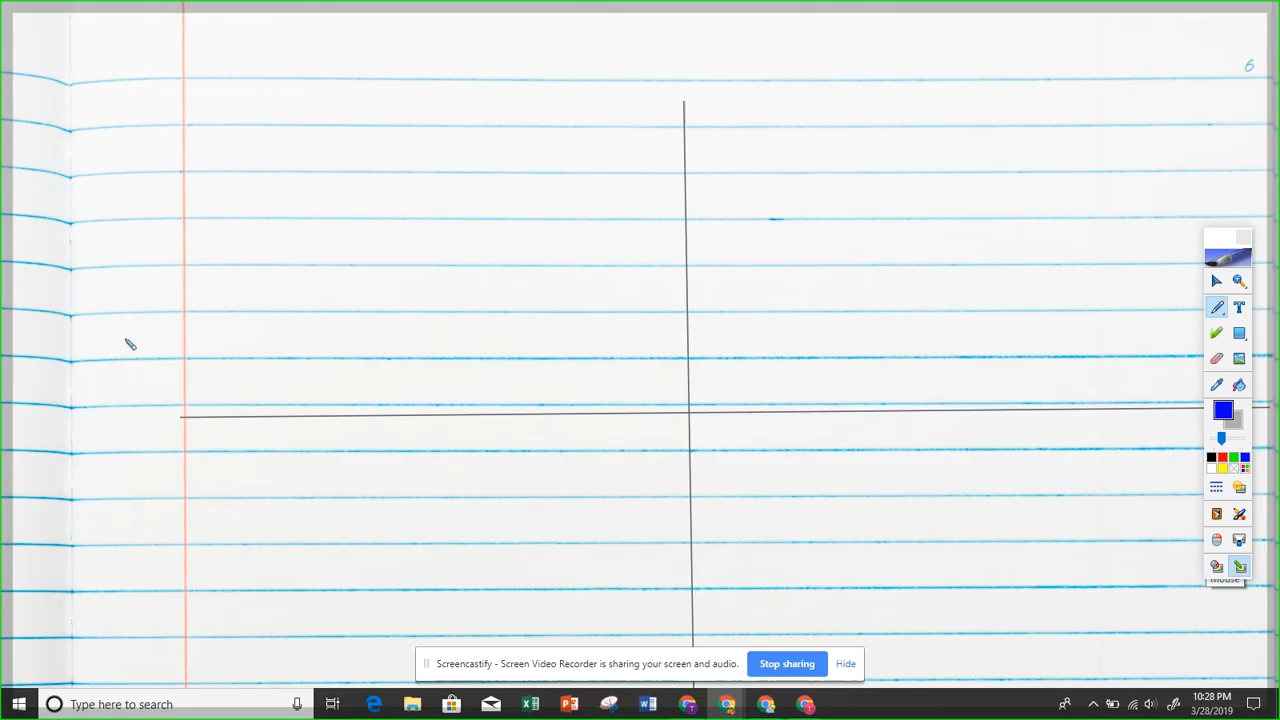 6
Mouse
Screencastify - Screen Video Recorder is sharing your screen and audio.
Stop sharing
Hide
Type here to search
10:28 PM
3/28/2019